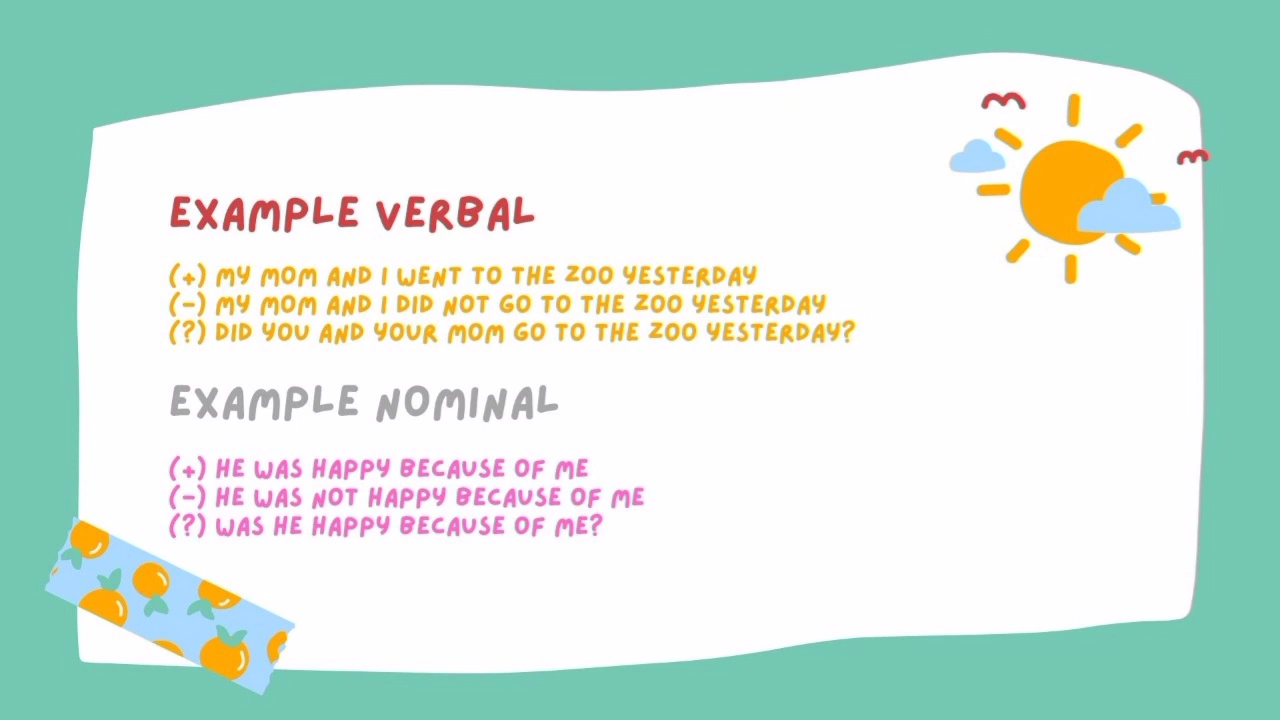 EXAMPLE VERBAL
(+) MY MOM AND I WENT TO THE ZOO YESTERDAY
(-) MY MOM AND I DID NOT GO TO THE ZOO YESTERDAY
(?) DID YOU AND YOUR MOM GO TO THE ZOO YESTERDAY?
EXAMPLE NOMINAL
(+) HE WAS HAPPY BECAUSE OF ME
(-) HE WAS NOT HAPPY BECAUSE OF ME
(?) WAS HE HAPPY BECAUSE OF ME?